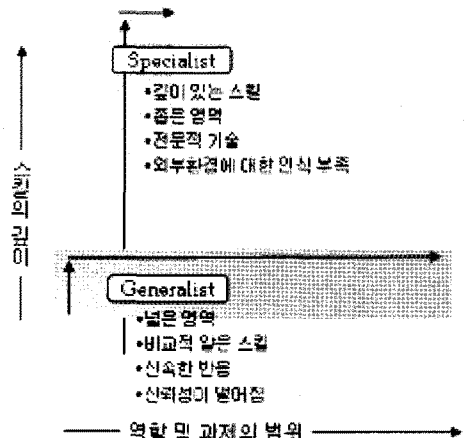 Specialist
•깊이 있는 스킬
•좁은 영역
•전문적 기술
•외부환경에 대한 인식 부족
스킬의 깊이
Generalist
•넓은 영역
•비교적 얕은 스킬
•신속한 반응
•신뢰성이 떨어짐
역할 및 과제의 범위